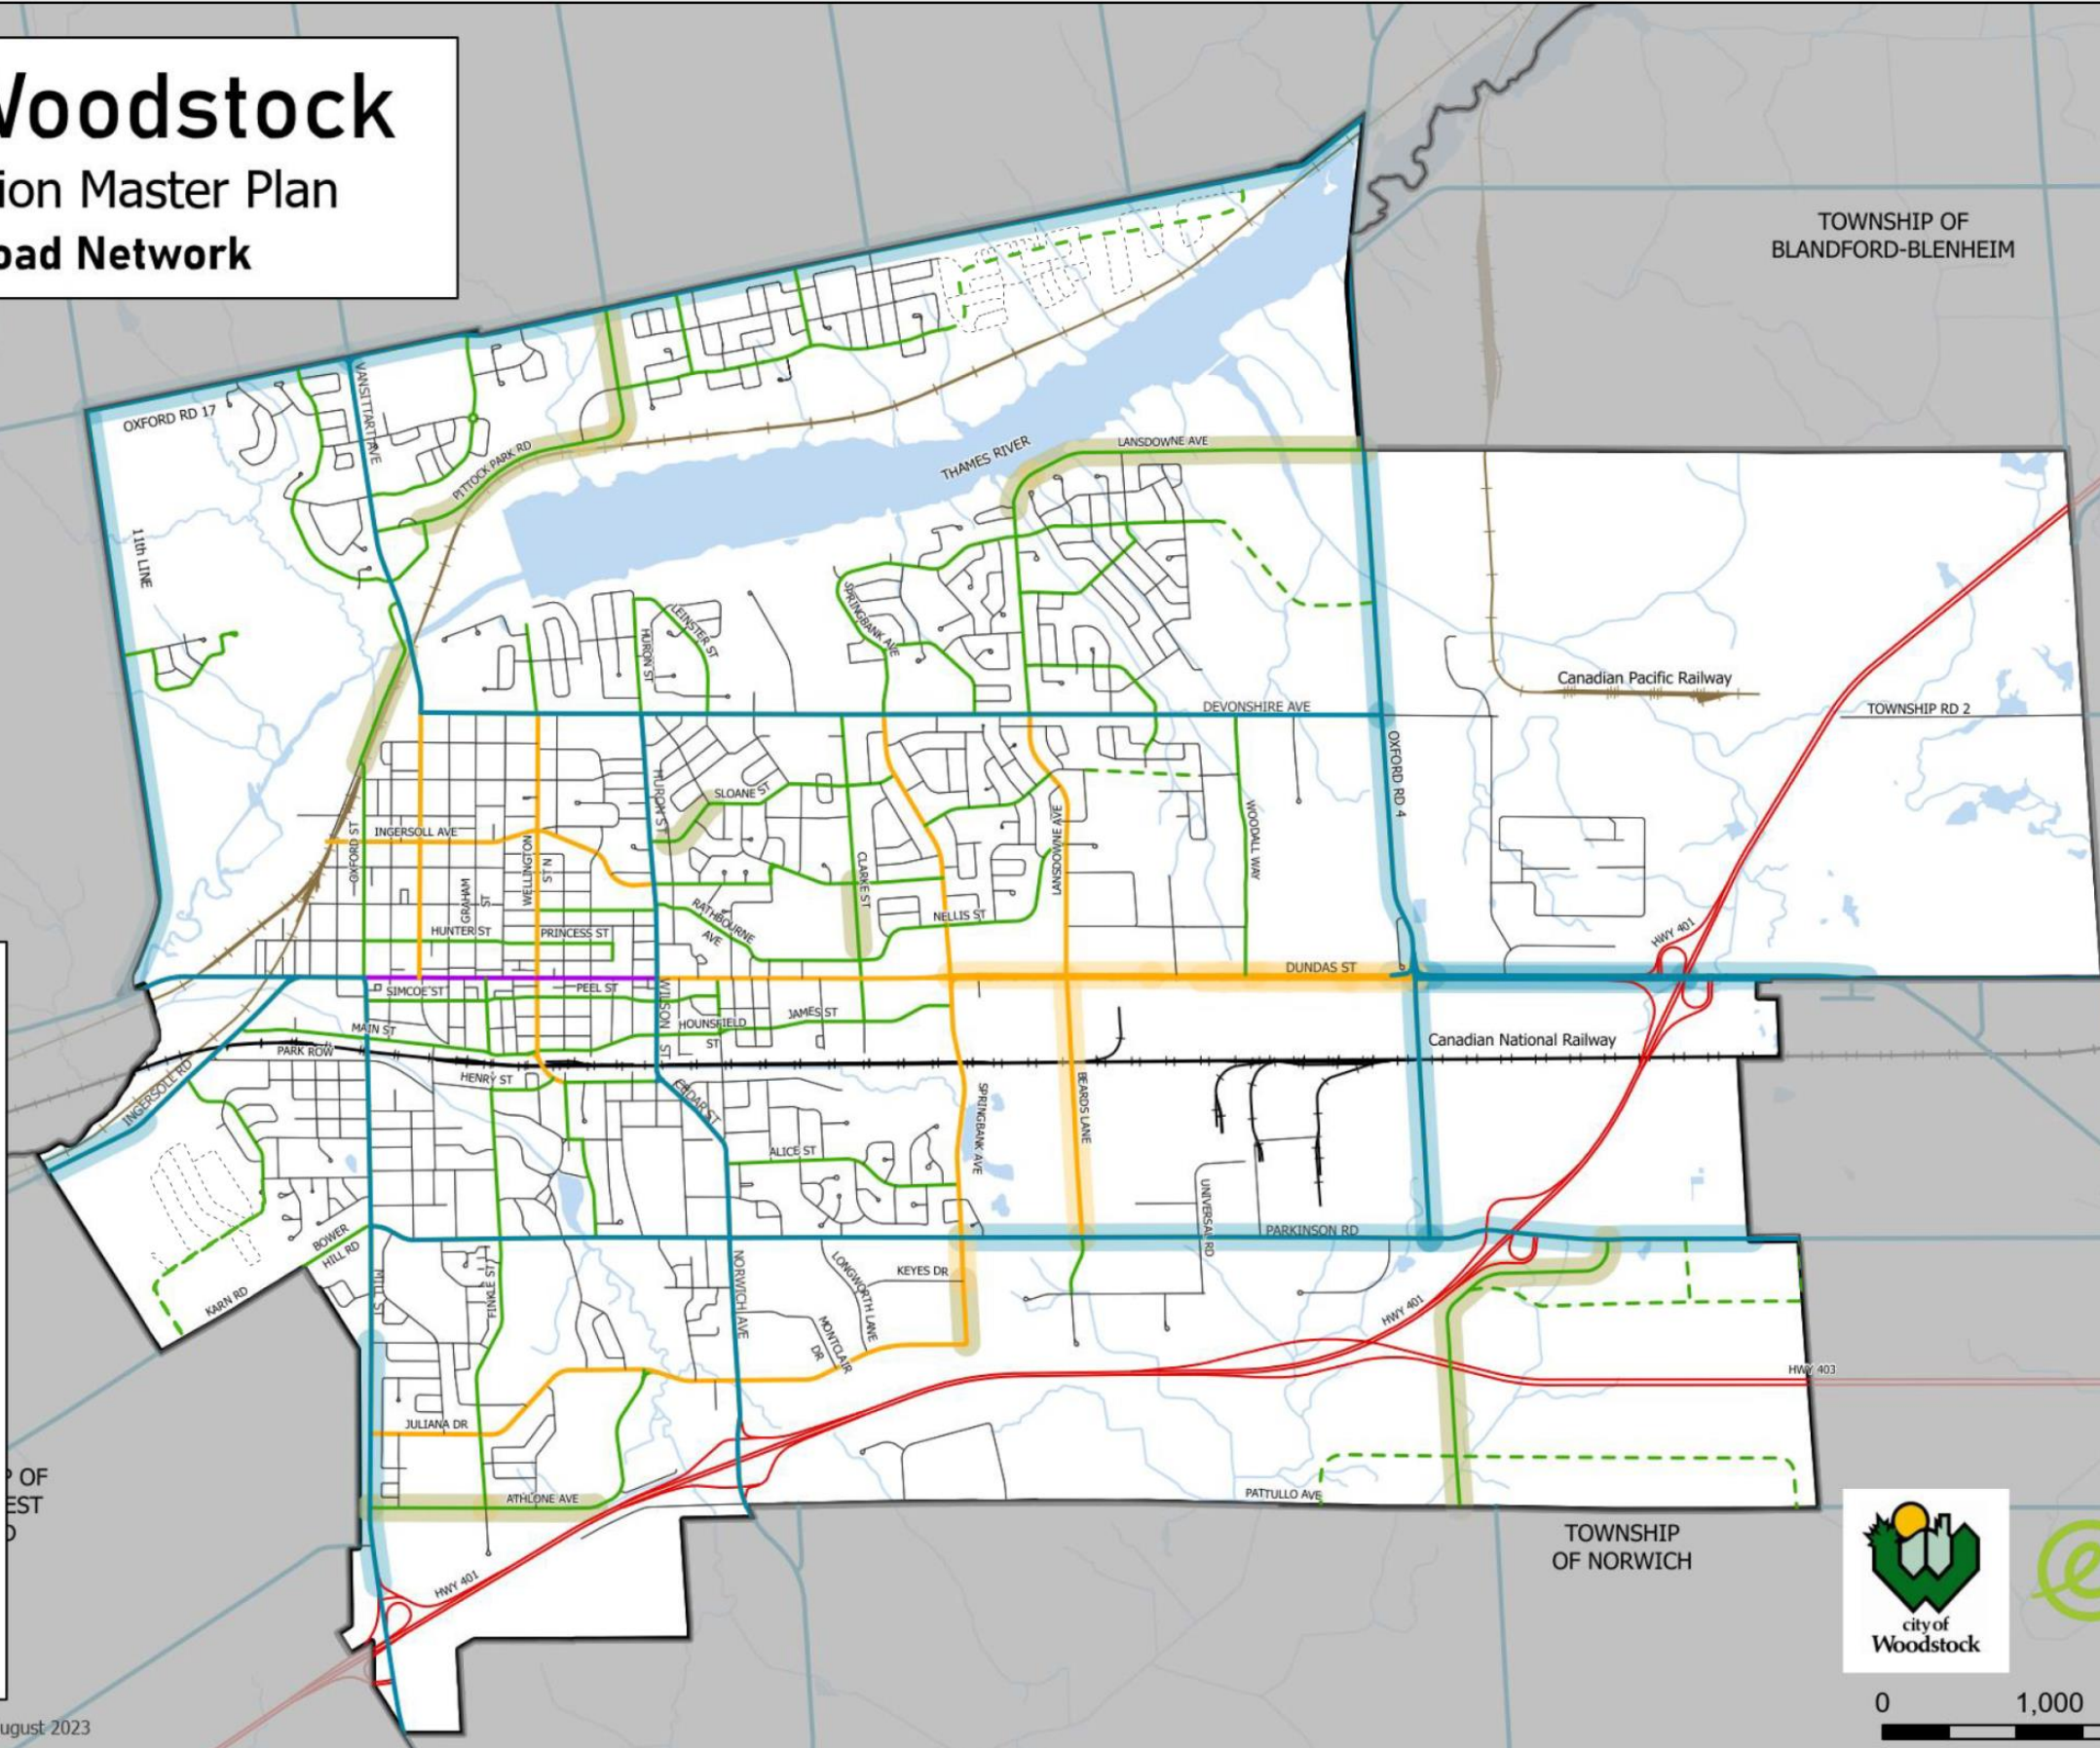 Woodstock
ion Master Plan
oad Network
TOWNSHIP OF
BLANDFORD-BLENHEIM
VANSITTART AVE
OXFORD RD 17
PITTOCK PARK RD
THAMES RIVER
LANSDOWNE AVE
11th LINE
LEINSTER ST
HURON ST
SPRINGBANK AVE
Canadian Pacific Railway
DEVONSHIRE AVE
TOWNSHIP RD 2
OXFORD RD 4
HURON ST
SLOANE ST
LANSDOWNE AVE
WOODALL WAY
INGERSOLL AVE
OXFORD ST
WELLINGTON
ST N
GRAHAM
ST
CLARKE ST
RATHBOURNE
AVE
NELLIS ST
HUNTER ST
PRINCESS ST
HWY 401
DUNDAS ST
SIMCOE ST
PEEL ST
WILSON ST
HOUNSFIELD
ST
JAMES ST
MAIN ST
PARK ROW
Canadian National Railway
HENRY ST
CEDAR ST
INGERSOLL RD
BEARDS LANE
SPRINGBANK AVE
ALICE ST
UNIVERSAL RD
PARKINSON RD
BOWER
HILL RD
KARN RD
MILL ST
FINKLE ST
NORWICH AVE
LONGWORTH LANE
KEYES DR
MONTCLAIR
DR
HWY 401
HWY 403
JULIANA DR
ATHLONE AVE
PATTULLO AVE
P OF
EST
D
TOWNSHIP
OF NORWICH
HWY 401
city of
Woodstock
e
0
1,000
ugust 2023